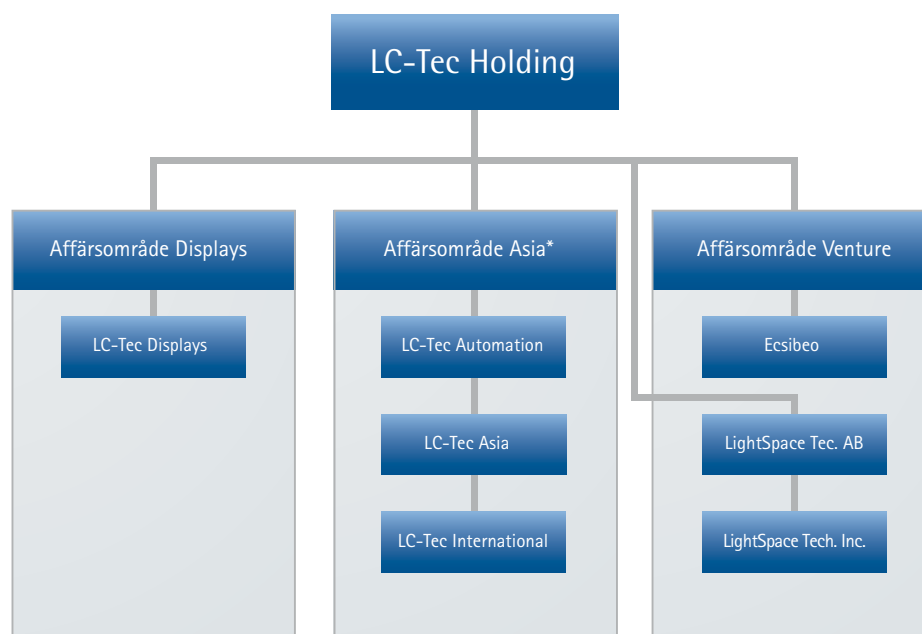 LC-Tec Holding
Affärsområde Displays
Affärsområde Asia*
Affärsområde Venture
LC-Tec Displays
LC-Tec Automation
Ecsibeo
LC-Tec Asia
LightSpace Tec. AB
LC-Tec International
LightSpace Tech. Inc.